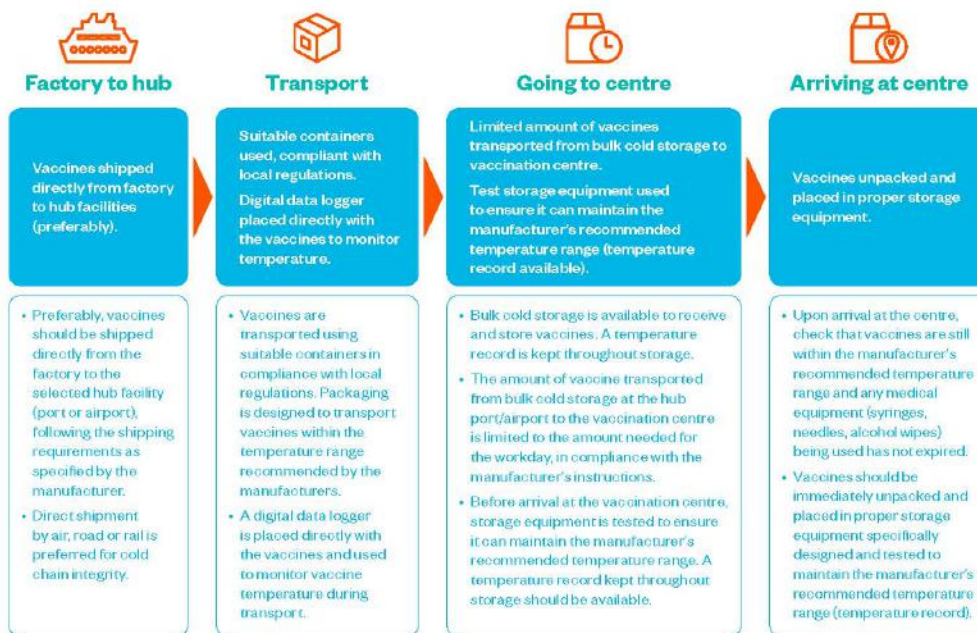 Factory to hub
Transport
Going to centre
Arriving at centre
Vaccines shipped
directly from factory
to hub facilities
(preferably).
Suitable containers
used, compliant with
local regulations.
Digital data logger
placed directly with
the vaccines to monitor
temperature.
Limited amount of vaccines
transported from bulk cold storage to
vaccination centre.
Test storage equipment used
to ensure it can maintain the
manufacturer's recommended
temperature range (temperature
record available).
Vaccines unpacked and
placed in proper storage
equipment.
• Preferably, vaccines
should be shipped
directly from the
factory to the
selected hub facility
(port or airport),
following the shipping
requirements as
specified by the
manufacturer.
• Direct shipment
by air, road or rail is
preferred for cold
chain integrity.
• Vaccines are
transported using
suitable containers in
compliance with local
regulations. Packaging
is designed to transport
vaccines within the
temperature range
recommended by the
manufacturers.
• A digital data logger
is placed directly with
the vaccines and used
to monitor vaccine
temperature during
transport.
• Bulk cold storage is available to receive
and store vaccines. A temperature
record is kept throughout storage.
• The amount of vaccine transported
from bulk cold storage at the hub
port/airport to the vaccination centre
is limited to the amount needed for
the workday, in compliance with the
manufacturer's instructions.
• Before arrival at the vaccination centre,
storage equipment is tested to ensure
it can maintain the manufacturer's
recommended temperature range. A
temperature record kept throughout
storage should be available.
• Upon arrival at the centre,
check that vaccines are still
within the manufacturer's
recommended temperature
range and any medical
equipment (syringes,
needles, alcohol wipes)
being used has not expired.
• Vaccines should be
immediately unpacked and
placed in proper storage
equipment specifically
designed and tested to
maintain the manufacturer's
recommended temperature
range (temperature record).